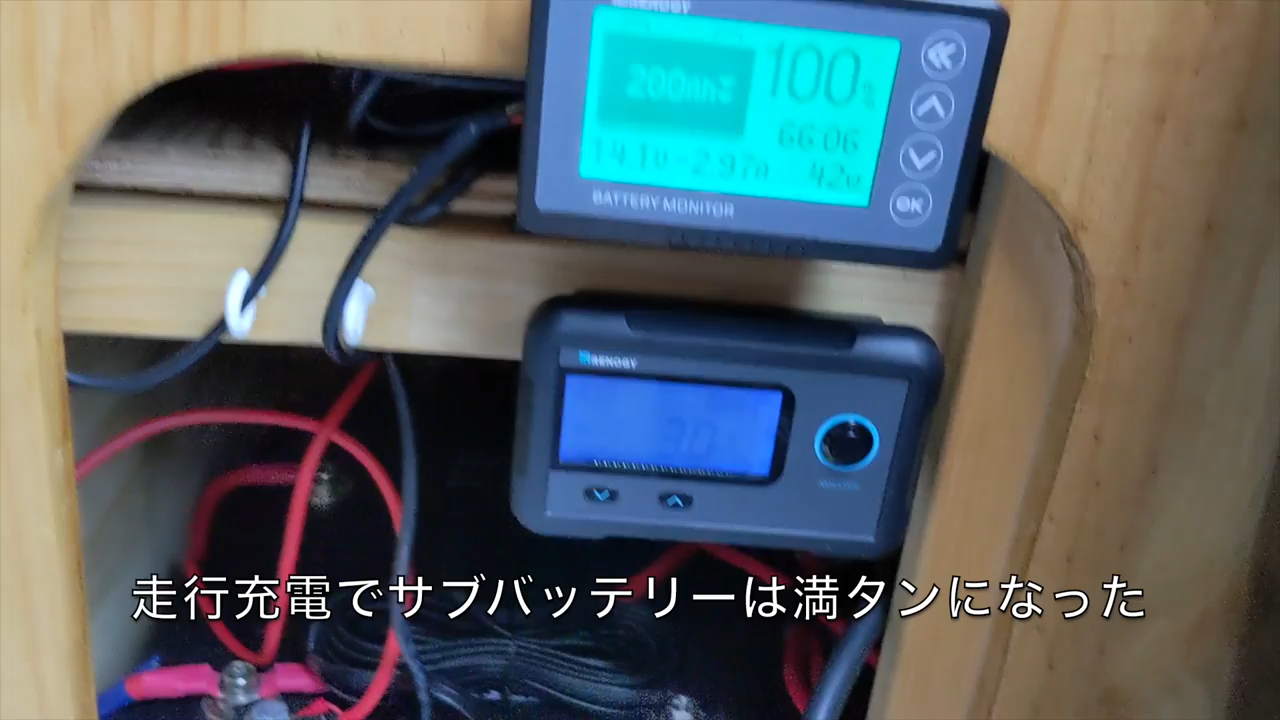 RENOGY
100%
200Ah
66:06
14.1V -2.97A 42W
BATTERY MONITOR
OK
RENOGY
30
走行充電でサブバッテリーは満タンになった